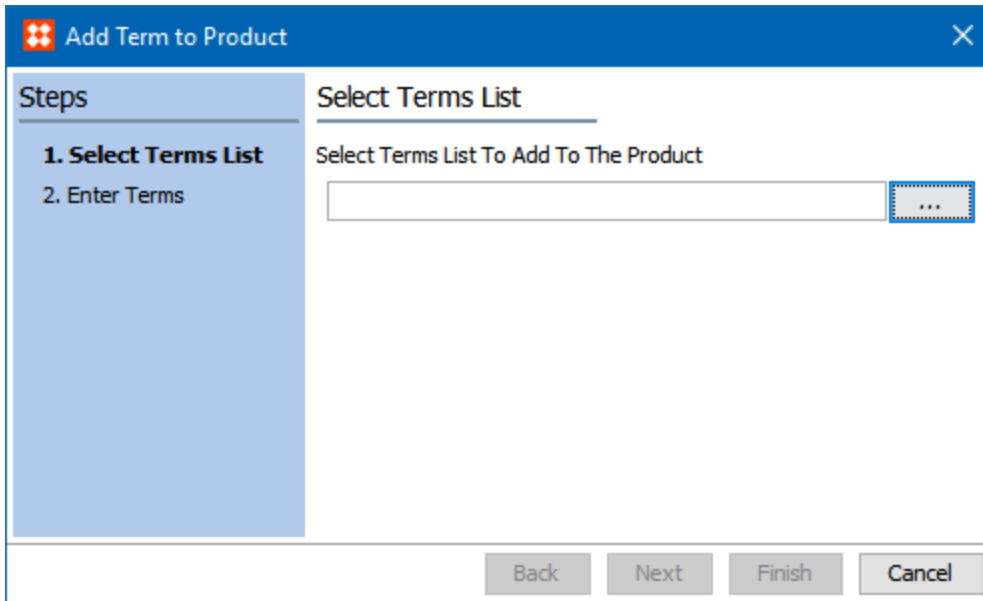 Add Term to Product
Steps
1. Select Terms List
2. Enter Terms
Select Terms List
Select Terms List To Add To The Product
...
Back Next Finish Cancel